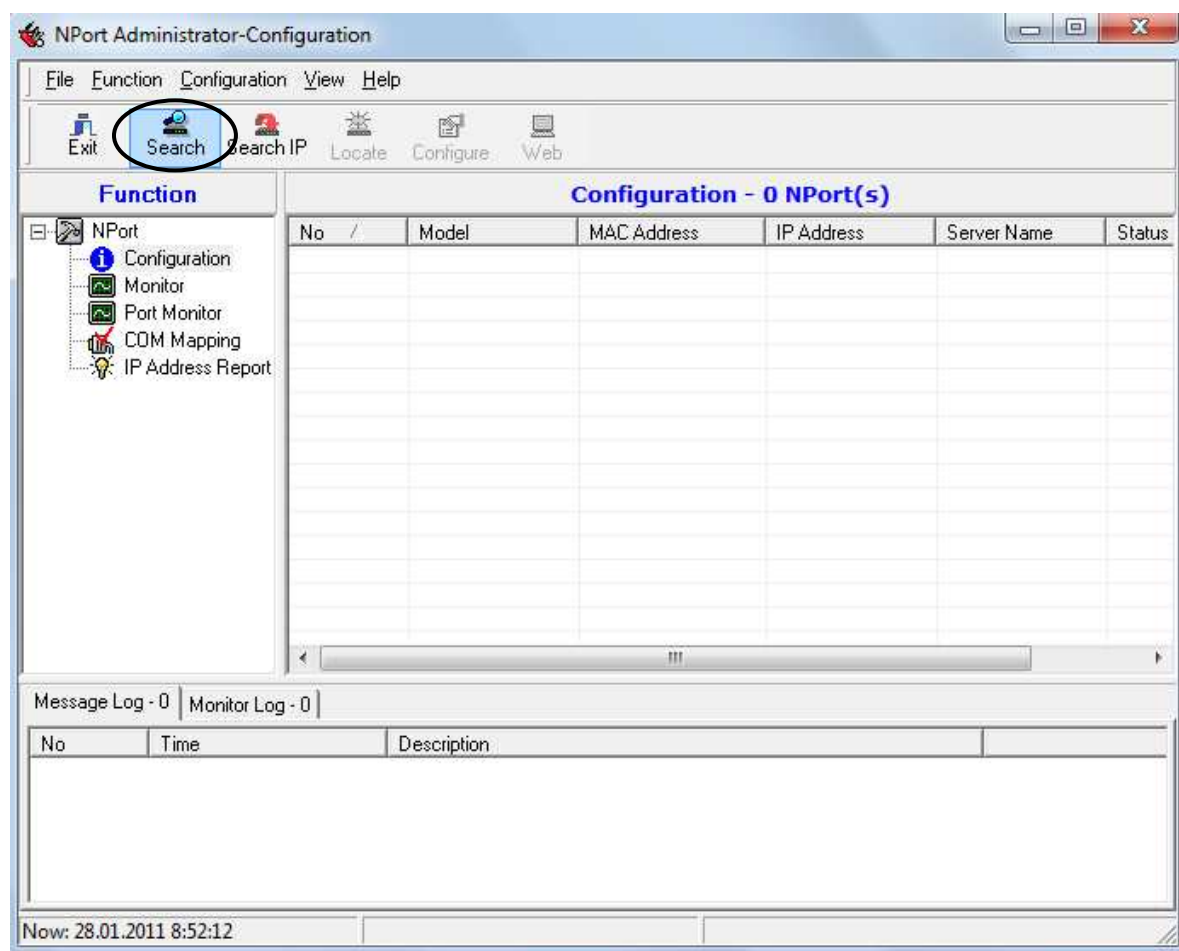 NPort Administrator-Configuration
File Function Configuration View Help
Exit Search Search IP Locate Configure Web
Function
Configuration - 0 NPort(s)
NPort
Configuration
Monitor
Port Monitor
COM Mapping
IP Address Report
No Model MAC Address IP Address Server Name Status
Message Log - 0 Monitor Log - 0
No Time Description
Now: 28.01.2011 8:52:12